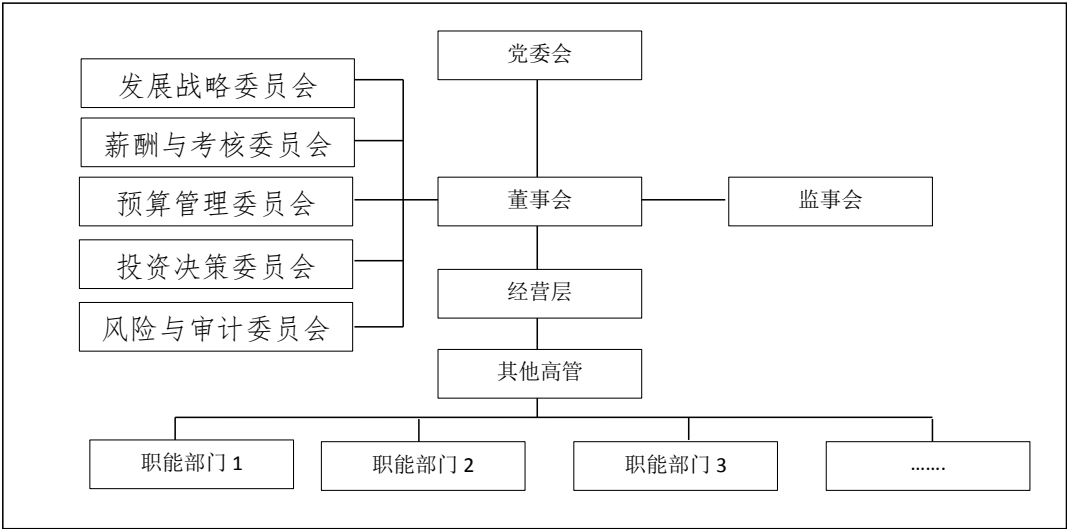 党委会
发展战略委员会
薪酬与考核委员会
预算管理委员会
董事会
监事会
投资决策委员会
经营层
风险与审计委员会
其他高管
职能部门 1
职能部门 2
职能部门 3
…….